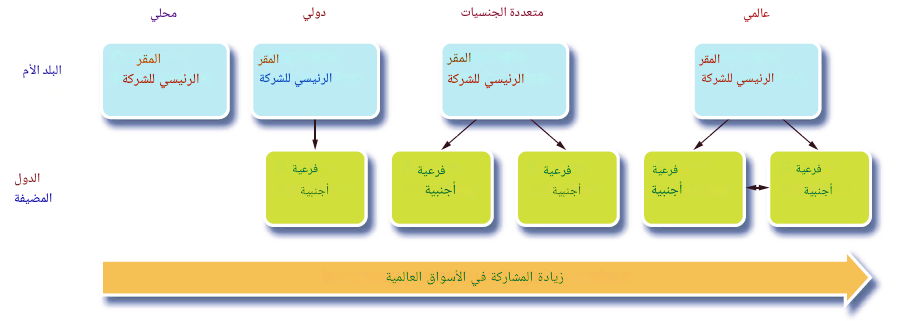 عالمي
متعددة الجنسيات
دولي
محلي
البلد الأم
المقر
الرئيسي للشركة
المقر
الرئيسي للشركة
المقر
الرئيسي للشركة
المقر
الرئيسي للشركة
الدول
المضيفة
فرعية
أجنبية
فرعية
أجنبية
فرعية
أجنبية
فرعية
أجنبية
فرعية
أجنبية
زيادة المشاركة في الأسواق العالمية